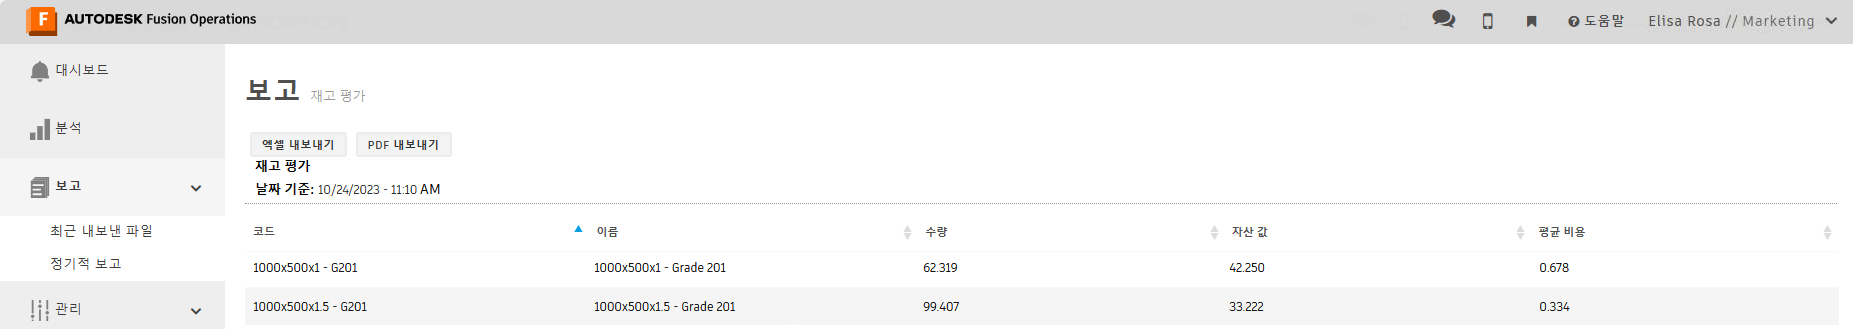 F AUTODESK Fusion Operations
도움말 Elisa Rosa // Marketing
대시보드
분석
보고
최근 내보낸 파일
정기적 보고
관리
보고 재고 평가
엑셀 내보내기 PDF 내보내기
재고 평가
날짜 기준: 10/24/2023 - 11:10 AM
코드 이름 수량 자산 값 평균 비용
1000x500x1 - G201 1000x500x1 - Grade 201 62.319 42.250 0.678
1000x500x1.5 - G201 1000x500x1.5 - Grade 201 99.407 33.222 0.334